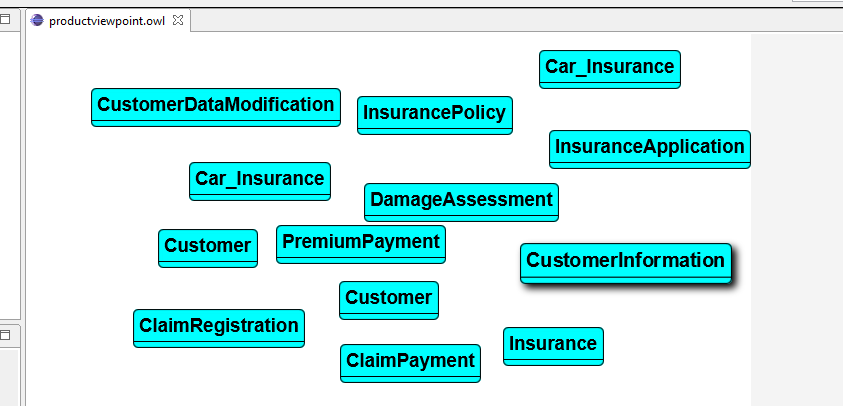 productviewpoint.owl
Car_Insurance
CustomerDataModification
InsurancePolicy
InsuranceApplication
Car_Insurance
DamageAssessment
Customer
PremiumPayment
CustomerInformation
Customer
ClaimRegistration
Insurance
ClaimPayment